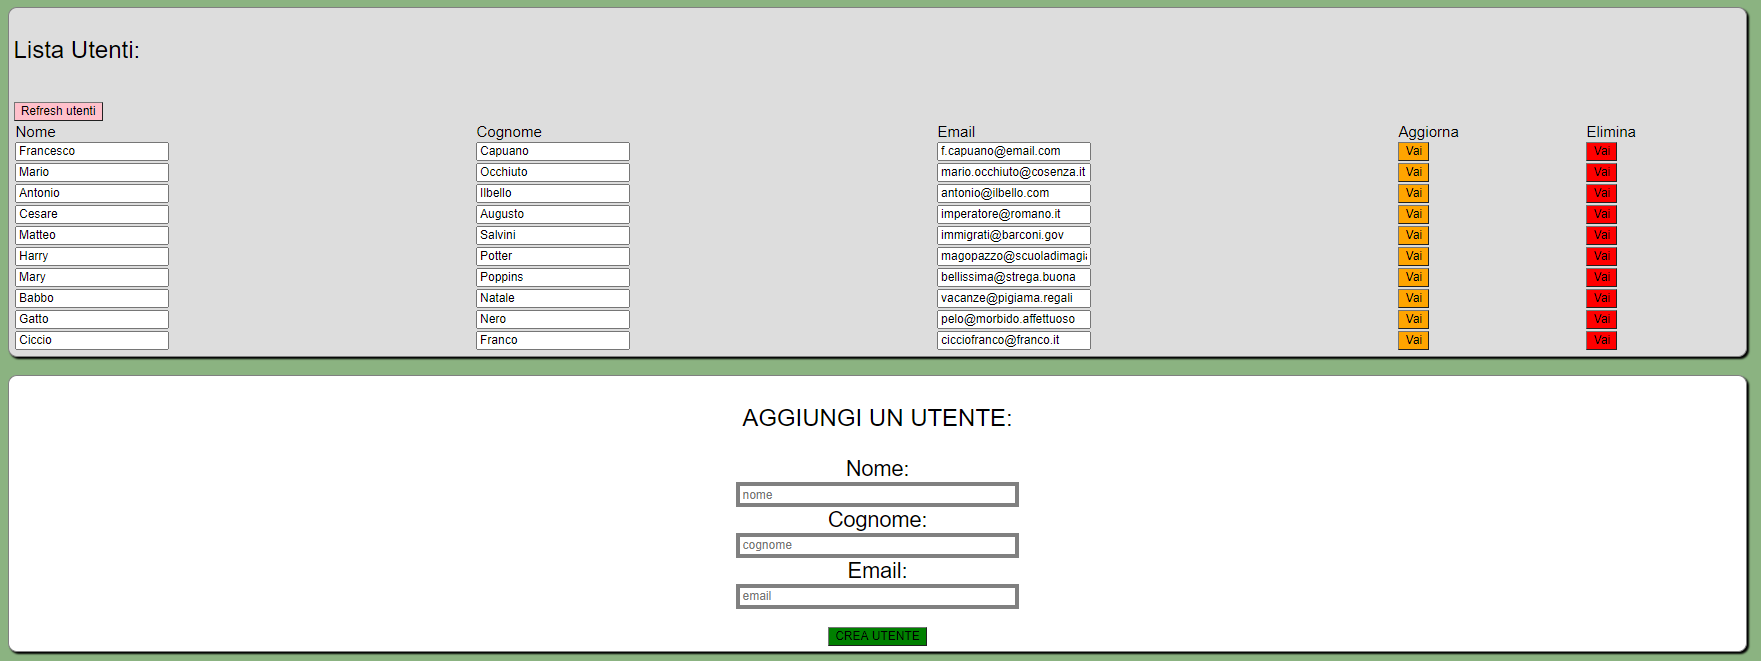 Lista Utenti:
Refresh utenti
Nome Cognome Email Aggiorna Elimina
Francesco Capuano f.capuano@email.com Vai Vai
Mario Occhiuto mario.occhiuto@cosenza.it Vai Vai
Antonio Ilbello antonio@ilbello.com Vai Vai
Cesare Augusto imperatore@romano.it Vai Vai
Matteo Salvini immigrati@barconi.gov Vai Vai
Harry Potter magopazzo@scuoladimagia Vai Vai
Mary Poppins bellissima@strega.buona Vai Vai
Babbo Natale vacanze@pigiama.regali Vai Vai
Gatto Nero pelo@morbido.affettuoso Vai Vai
Ciccio Franco cicciofranco@franco.it Vai Vai
AGGIUNGI UN UTENTE:
Nome:
nome
Cognome:
cognome
Email:
email
CREA UTENTE